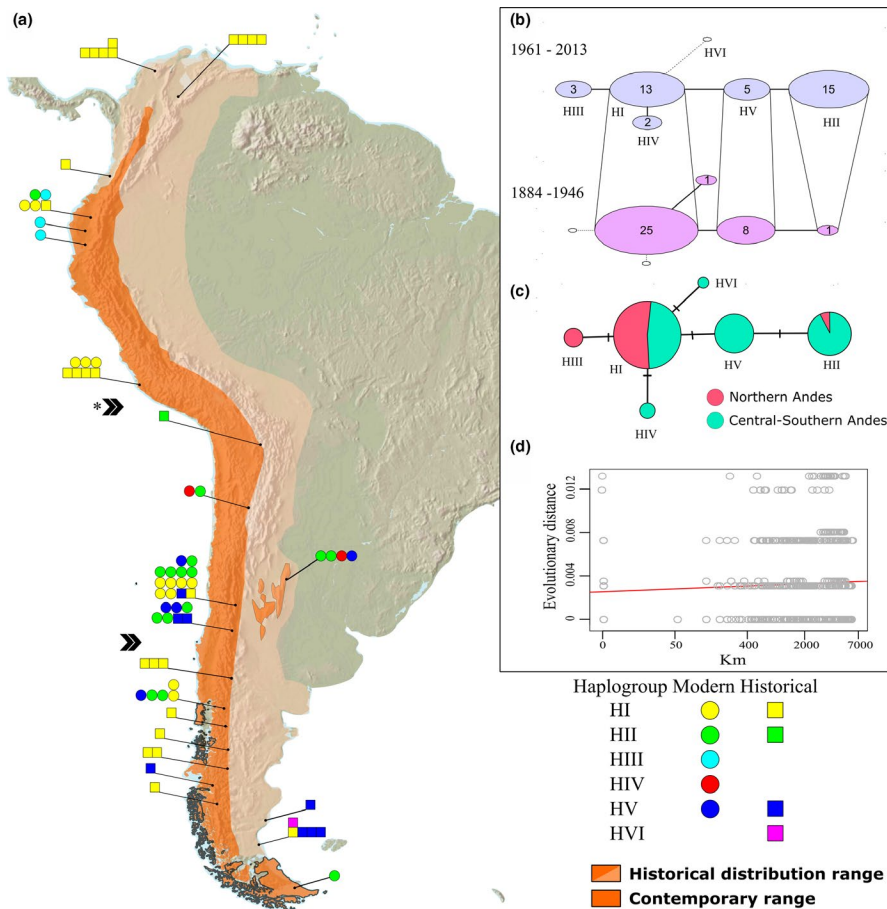 (a)
*
(b)
1961 - 2013
HVI
3
13
5
15
HIII
HI
HV
HII
2
HIV
1884 -1946
1
25
8
1
(c)
HVI
HIII
HI
HV
HII
HIV
Northern Andes
Central-Southern Andes
(d)
Evolutionary distance
0.012
0.008
0.004
0
0
50
400
2000
7000
Km
Haplogroup Modern Historical
HI
HII
HIII
HIV
HV
HVI
Historical distribution range
Contemporary range